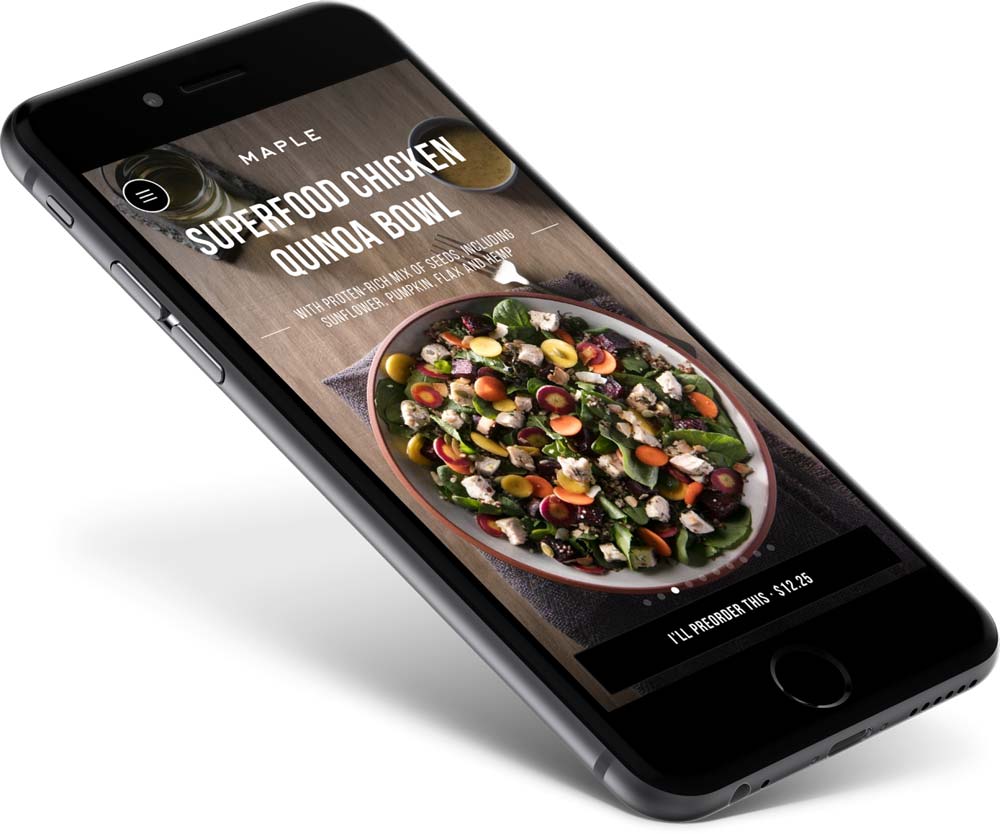 MAPLE
SUPERFOOD CHICKEN
QUINOA BOWL
WITH PROTEN-RICH MIX OF SEEDS, INCLUDING
SUNFLOWER, PUMPKIN, FLAX AND HEMP
I'LL PREORDER THIS · $12.25